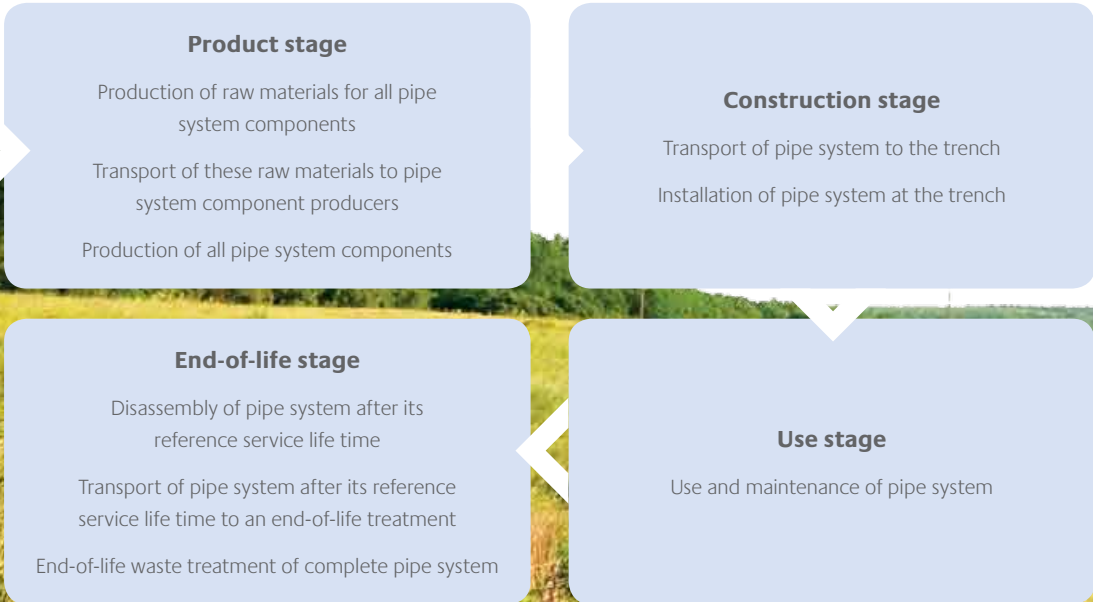 Product stage
Production of raw materials for all pipe
system components
Transport of these raw materials to pipe
system component producers
Production of all pipe system components
Construction stage
Transport of pipe system to the trench
Installation of pipe system at the trench
End-of-life stage
Disassembly of pipe system after its
reference service life time
Transport of pipe system after its reference
service life time to an end-of-life treatment
End-of-life waste treatment of complete pipe system
Use stage
Use and maintenance of pipe system